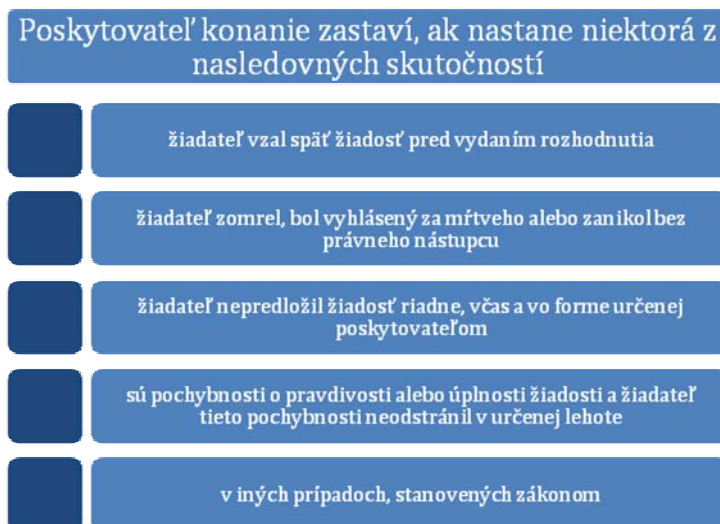 Poskytovateľ konanie zastaví, ak nastane niektorá z
nasledovných skutočností
žiadateľ vzal späť žiadosť pred vydaním rozhodnutia
žiadateľ zomrel, bol vyhlásený za mŕtveho alebo zanikol bez
právneho nástupcu
žiadateľ nepredložil žiadosť riadne, včas a vo forme určenej
poskytovateľom
sú pochybnosti o pravdivosti alebo úplnosti žiadosti a žiadateľ
tieto pochybnosti neodstránil v určenej lehote
v iných prípadoch, stanovených zákonom